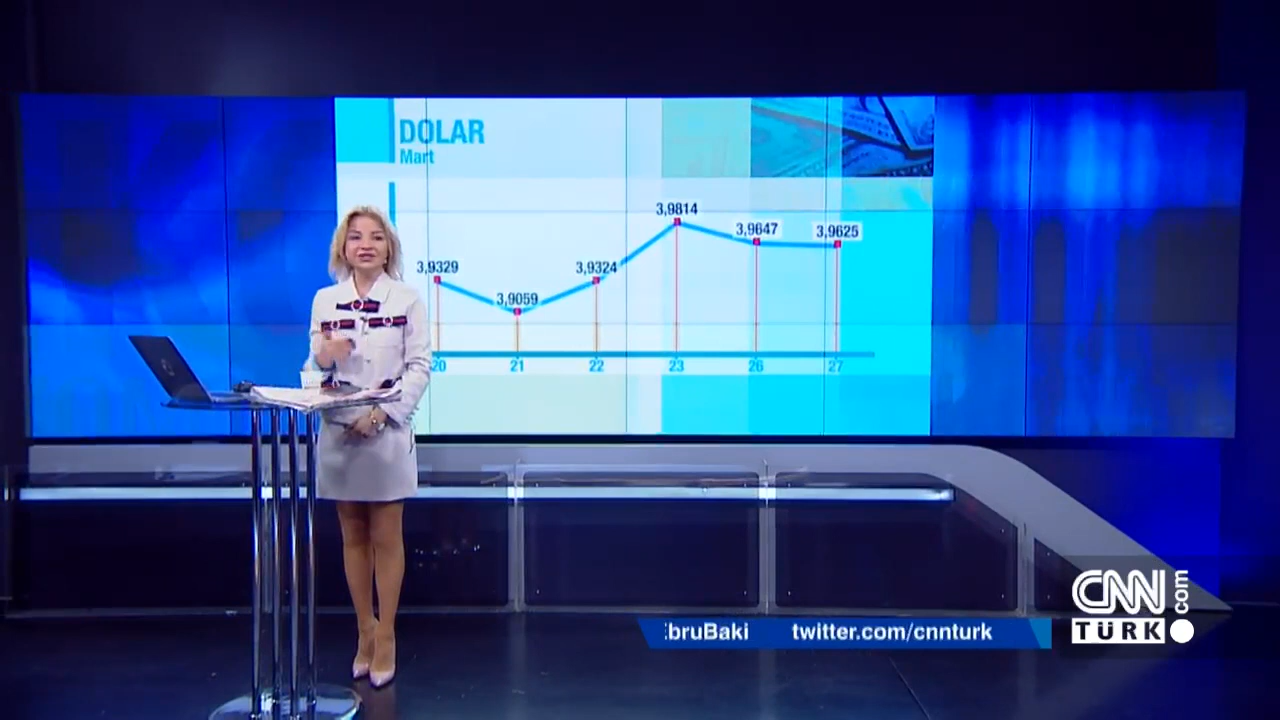 DOLAR
Mart
3,9814
3,9647
3,9625
3,9329
3,9324
3,9059
20
21
22
23
26
27
bruBaki twitter.com/cnnturk
CNN
TÜRK
.com